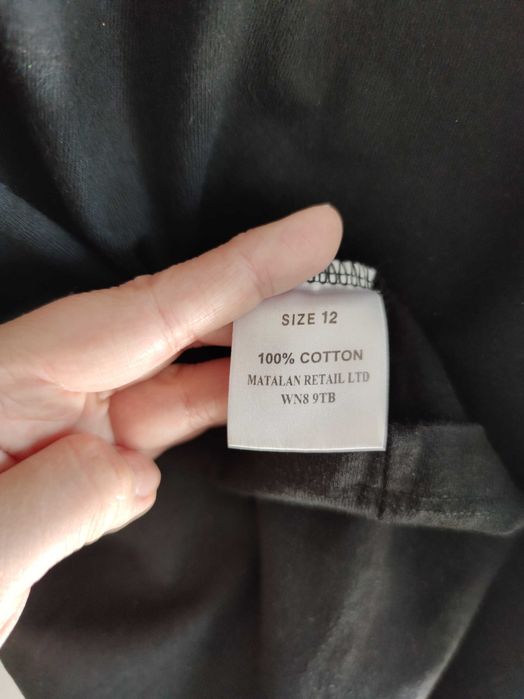 SIZE 12
100% COTTON
MATALAN RETAIL LTD
WN8 9TB